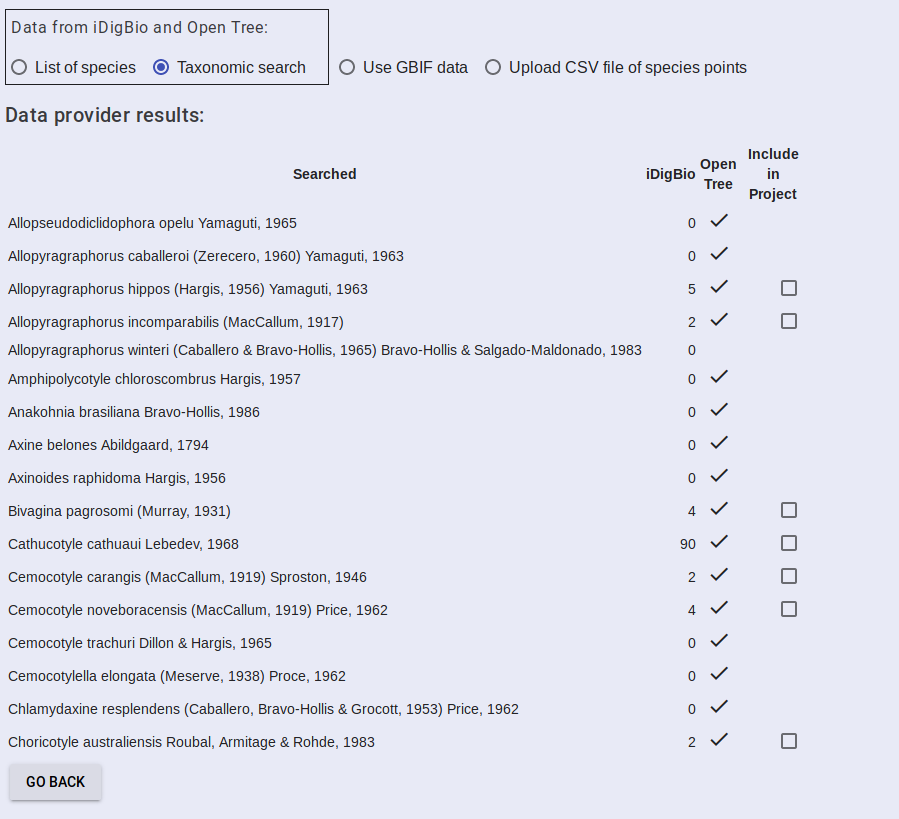 Data from iDigBio and Open Tree:
List of species Taxonomic search Use GBIF data Upload CSV file of species points
Data provider results:
Searched iDigBio Open Tree Include in Project
Allopseudodiclidophora opelu Yamaguti, 1965 0
Allopyragraphorus caballeroi (Zerecero, 1960) Yamaguti, 1963 0
Allopyragraphorus hippos (Hargis, 1956) Yamaguti, 1963 5
Allopyragraphorus incomparabilis (MacCallum, 1917) 2
Allopyragraphorus winteri (Caballero & Bravo-Hollis, 1965) Bravo-Hollis & Salgado-Maldonado, 1983 0
Amphipolycotyle chloroscombrus Hargis, 1957 0
Anakohnia brasiliana Bravo-Hollis, 1986 0
Axine belones Abildgaard, 1794 0
Axinoides raphidoma Hargis, 1956 0
Bivagina pagrosomi (Murray, 1931) 4
Cathucotyle cathuaui Lebedev, 1968 90
Cemocotyle carangis (MacCallum, 1919) Sproston, 1946 2
Cemocotyle noveboracensis (MacCallum, 1919) Price, 1962 4
Cemocotyle trachuri Dillon & Hargis, 1965 0
Cemocotylella elongata (Meserve, 1938) Proce, 1962 0
Chlamydaxine resplendens (Caballero, Bravo-Hollis & Grocott, 1953) Price, 1962 0
Choricotyle australiensis Roubal, Armitage & Rohde, 1983 2
GO BACK